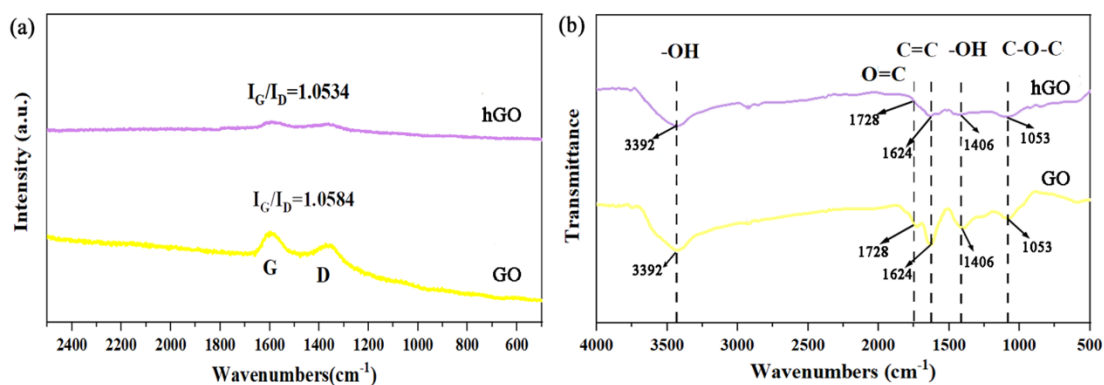 (a)
Intensity (a.u.)
I_G/I_D=1.0534
hGO
I_G/I_D=1.0584
G
D
GO
2400 2200 2000 1800 1600 1400 1200 1000 800 600
Wavenumbers(cm⁻¹)
(b)
Transmittance
-OH
C=C
-OH
C-O-C
O=C
hGO
3392
1728
1624
1406
1053
GO
3392
1728
1624
1406
1053
4000 3500 3000 2500 2000 1500 1000 500
Wavenumbers (cm⁻¹)